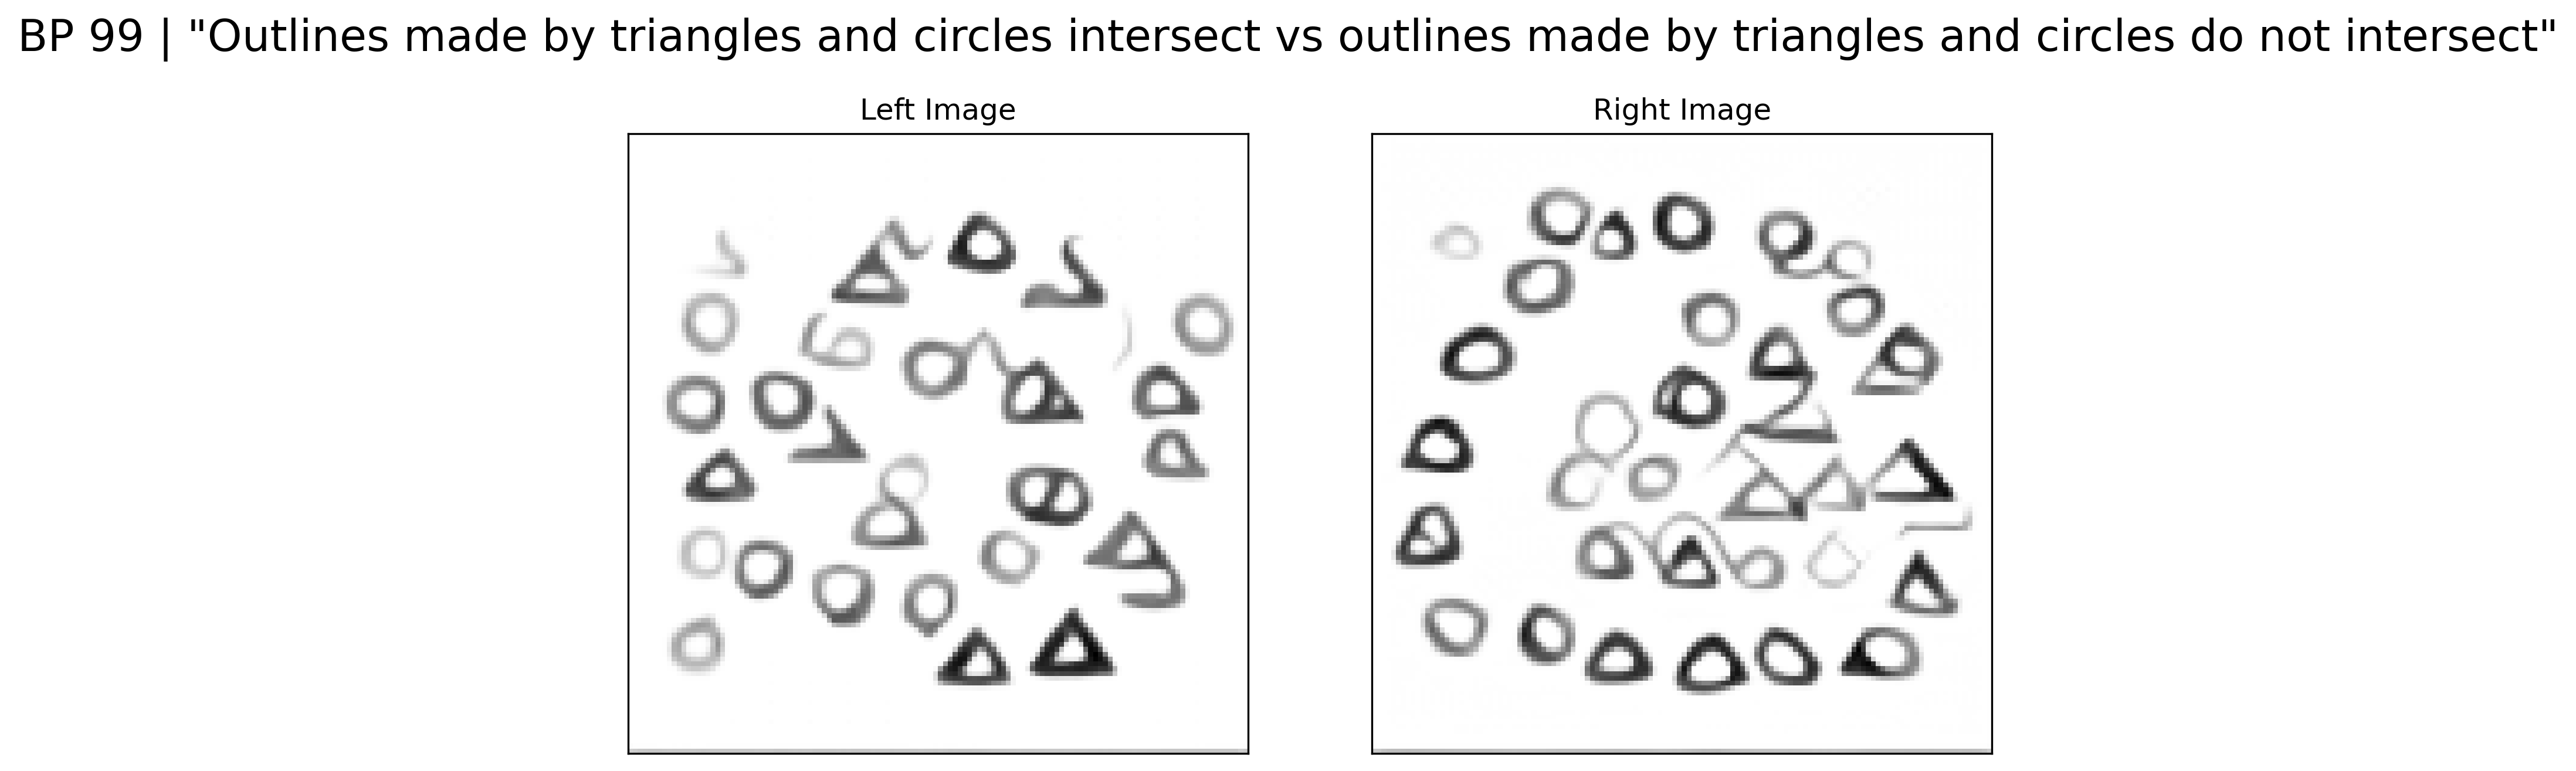 BP 99 | "Outlines made by triangles and circles intersect vs outlines made by triangles and circles do not intersect"
Left Image
Right Image